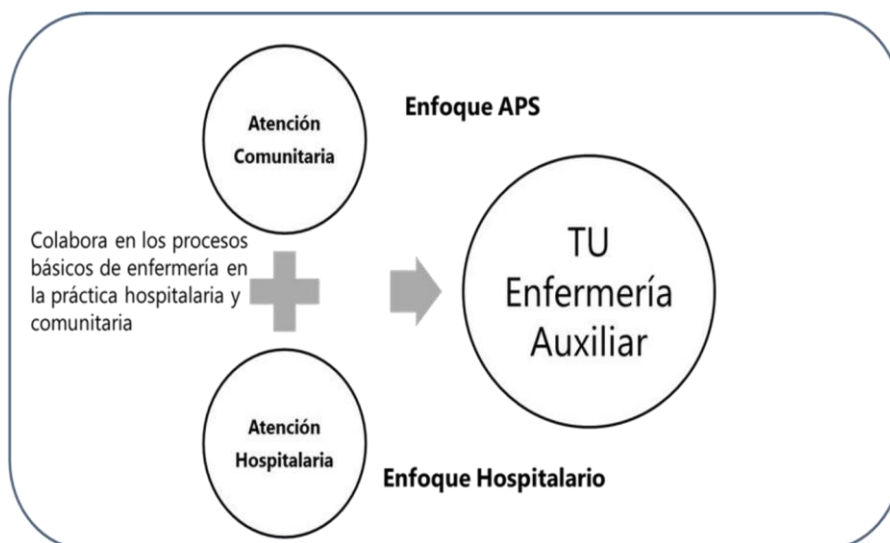 Enfoque APS
Atención
Comunitaria
Colabora en los procesos
básicos de enfermería en
la práctica hospitalaria y
comunitaria
TU
Enfermería
Auxiliar
Atención
Hospitalaria
Enfoque Hospitalario